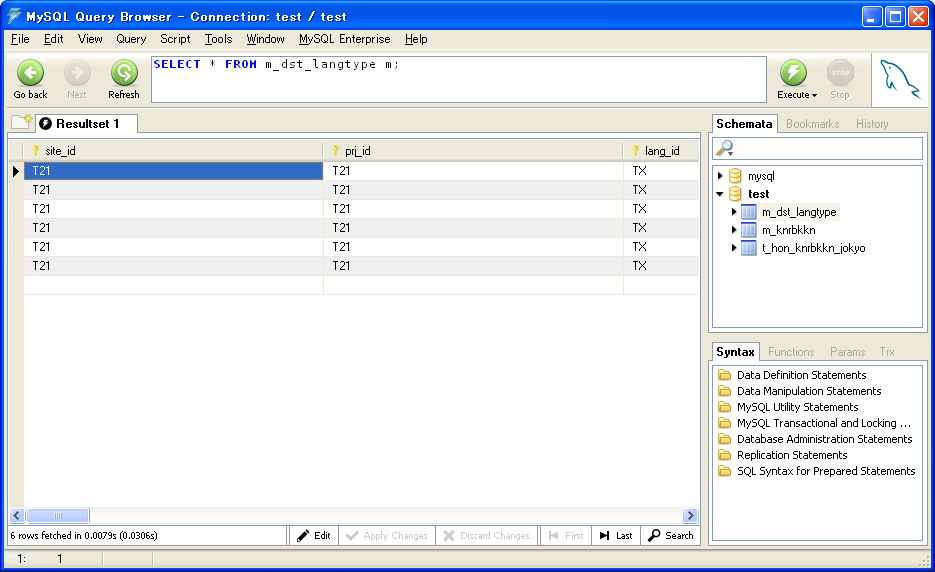 MySQL Query Browser - Connection: test / test
File Edit View Query Script Tools Window MySQL Enterprise Help
SELECT * FROM m_dst_langtype m;
Go back Next Refresh Execute STOP Stop
Resultset 1
site_id prj_id lang_id
T21 T21 TX
T21 T21 TX
T21 T21 TX
T21 T21 TX
T21 T21 TX
T21 T21 TX
6 rows fetched in 0.0079s (0.0306s) Edit Apply Changes Discard Changes First Last Search
Schemata Bookmarks History
mysql
test
m_dst_langtype
m_knrbkkn
t_hon_knrbkkn_jokyo
Syntax Functions Params Trx
Data Definition Statements
Data Manipulation Statements
MySQL Utility Statements
MySQL Transactional and Locking ...
Database Administration Statements
Replication Statements
SQL Syntax for Prepared Statements
1: 1